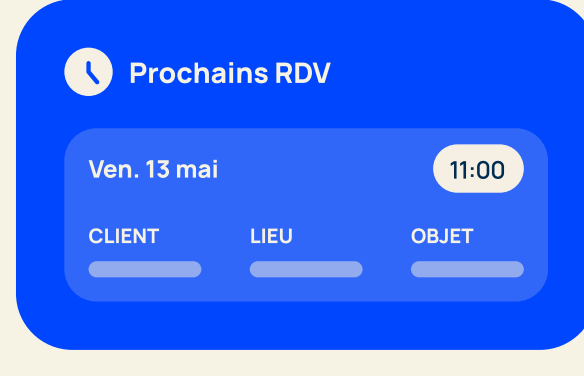 Prochains RDV
Ven. 13 mai
11:00
CLIENT
LIEU
OBJET